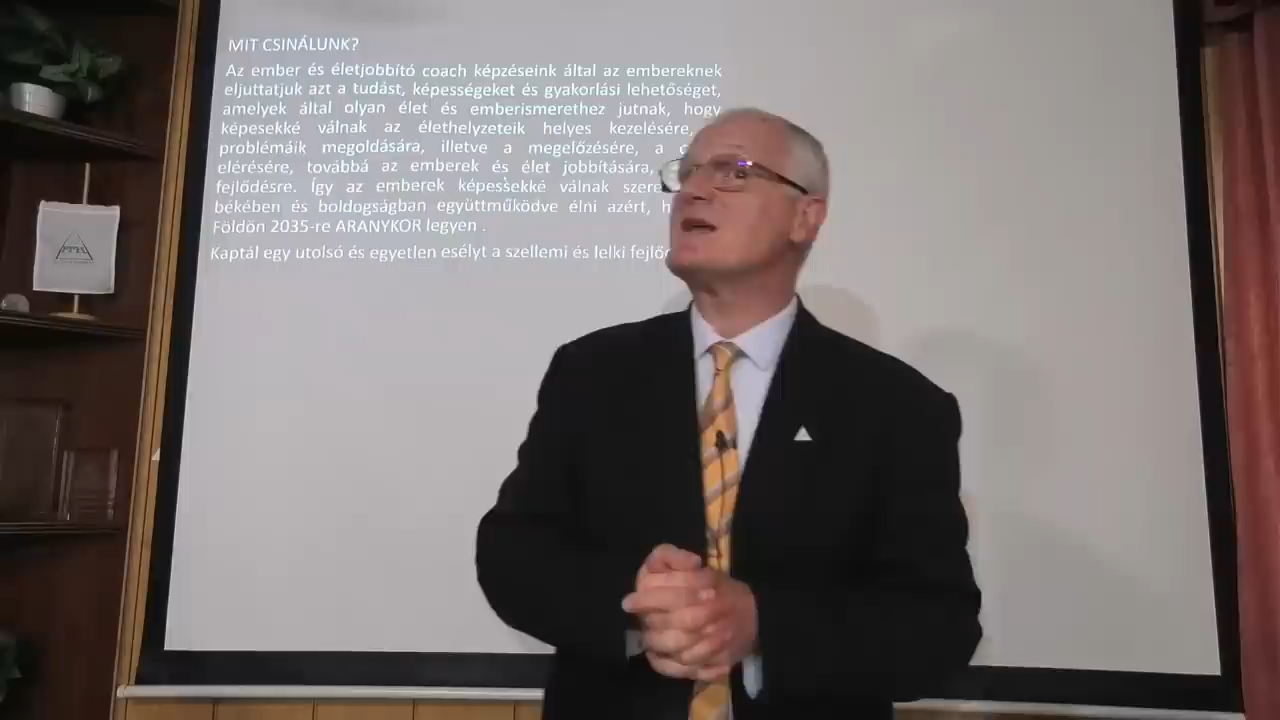 MIT CSINÁLUNK?
Az ember és életjobbító coach képzéseink által az embereknek
eljuttatjuk azt a tudást, képességeket és gyakorlási lehetőséget,
amelyek által olyan élet és emberismerethez jutnak, hogy
képesekké válnak az élethelyzeteik helyes kezelésére,
problémáik megoldására, illetve a megelőzésére, a
elérésére, továbbá az emberek és élet jobbítására,
fejlődésre. Így az emberek képessekké válnak
békében és boldogságban együttműködve élni azért,
Földön 2035-re ARANYKOR legyen .
Kaptál egy utolsó és egyetlen esélyt a szellemi és lelki